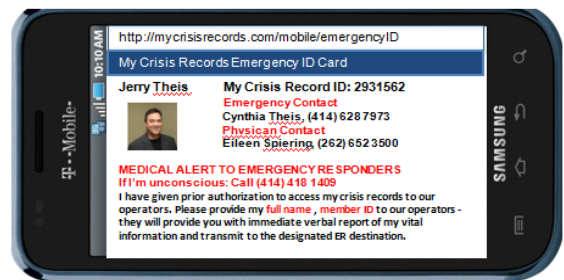 http://mycrisisrecords.com/mobile/emergencyID
My Crisis Records Emergency ID Card
Jerry Theis My Crisis Record ID: 2931562
Emergency Contact
Cynthia Theis, (414) 628 7973
Physican Contact
Eileen Spiering, (262) 652 3500
MEDICAL ALERT TO EMERGENCY RESPONDERS
If I'm unconscious: Call (414) 418 1409
I have given prior authorization to access my crisis records to our
operators. Please provide my full name , member ID to our operators -
they will provide you with immediate verbal report of my vital
information and transmit to the designated ER destination.
10:10 AM
T··Mobile·
SAMSUNG